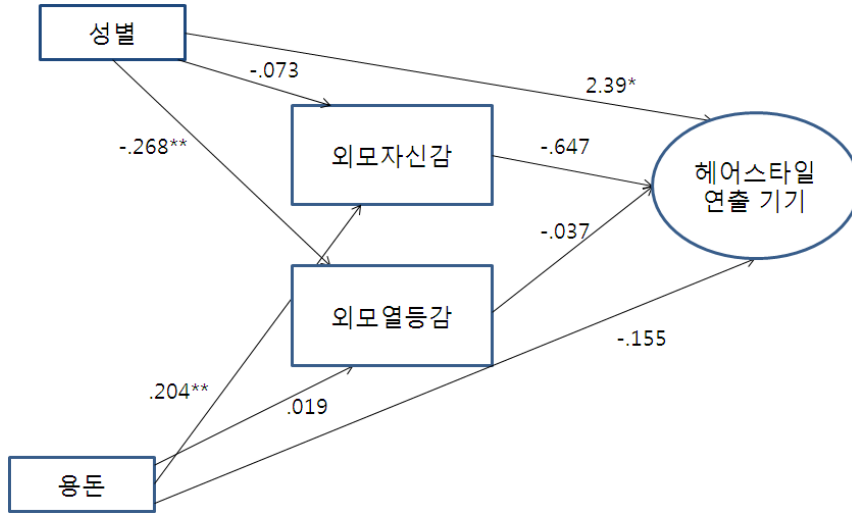 성별
-.073
2.39*
-.268**
외모자신감
-.647
헤어스타일
연출 기기
-.037
외모열등감
-.155
.204**
.019
용돈